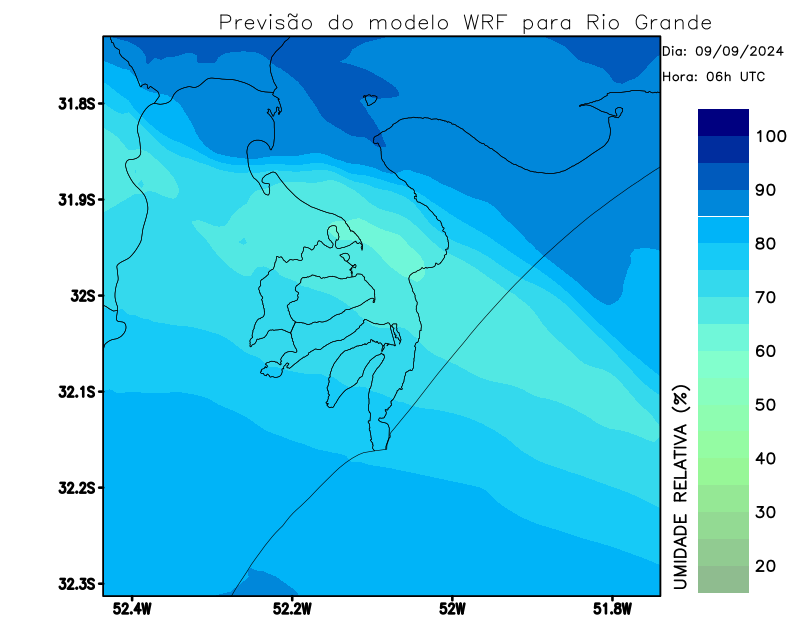 Previsão do modelo WRF para Rio Grande
Dia: 09/09/2024
Hora: 06h UTC
31.8S
31.9S
32S
32.1S
32.2S
32.3S
52.4W
52.2W
52W
51.8W
100
90
80
70
60
50
40
30
20
UMIDADE RELATIVA (%)